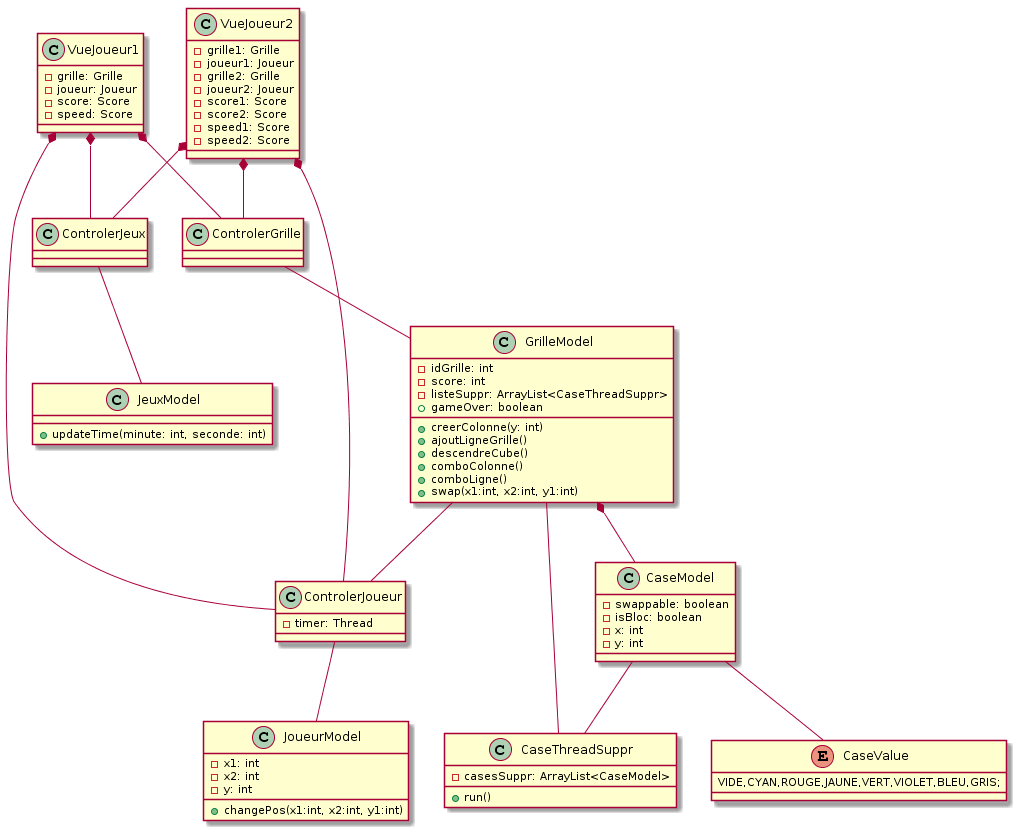 C VueJoueur1
grille: Grille
joueur: Joueur
score: Score
speed: Score
C VueJoueur2
grille1: Grille
joueur1: Joueur
grille2: Grille
joueur2: Joueur
score1: Score
score2: Score
speed1: Score
speed2: Score
C ControlerJeux
C ControlerGrille
C GrilleModel
idGrille: int
score: int
listeSuppr: ArrayList<CaseThreadSuppr>
gameOver: boolean
creerColonne(y: int)
ajoutLigneGrille()
descendreCube()
comboColonne()
comboLigne()
swap(x1:int, x2:int, y1:int)
C JeuxModel
updateTime(minute: int, seconde: int)
C ControlerJoueur
timer: Thread
C CaseModel
swappable: boolean
isBloc: boolean
x: int
y: int
C JoueurModel
x1: int
x2: int
y: int
changePos(x1:int, x2:int, y1:int)
C CaseThreadSuppr
casesSuppr: ArrayList<CaseModel>
run()
E CaseValue
VIDE,CYAN,ROUGE,JAUNE,VERT,VIOLET,BLEU,GRIS;